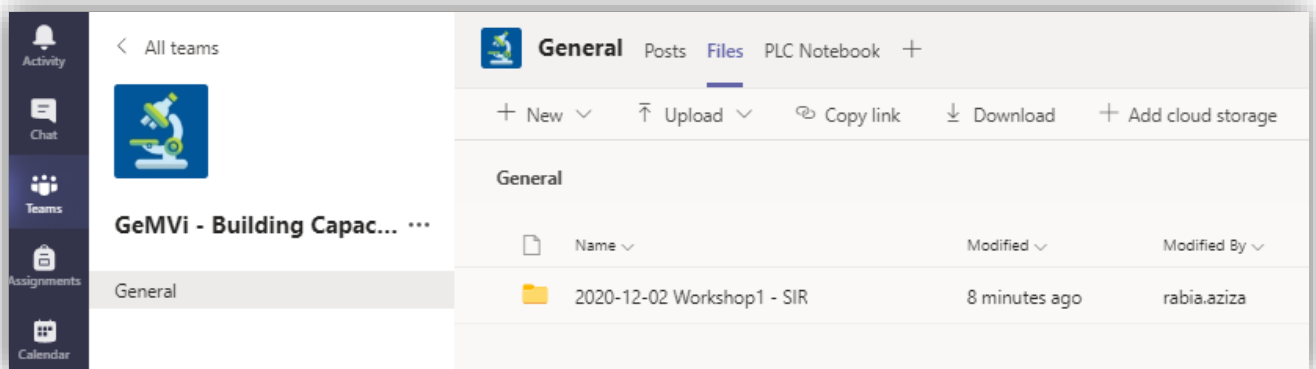 Activity
Chat
Teams
Assignments
Calendar
All teams
GeMVi - Building Capac... ···
General
General Posts Files PLC Notebook +
+ New Upload Copy link Download + Add cloud storage
General
Name Modified Modified By
2020-12-02 Workshop1 - SIR 8 minutes ago rabia.aziza